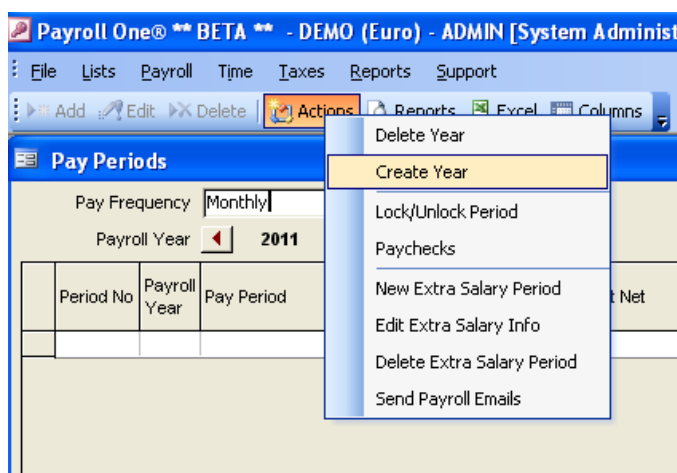 Payroll One® ** BETA ** - DEMO (Euro) - ADMIN [System Administ
File Lists Payroll Time Taxes Reports Support
Add Edit Delete Actions Reports Excel Columns
Pay Periods
Delete Year
Create Year
Lock/Unlock Period
Paychecks
New Extra Salary Period
Edit Extra Salary Info
Delete Extra Salary Period
Send Payroll Emails
Pay Frequency Monthly
Payroll Year 2011
Period No Payroll Year Pay Period t Net